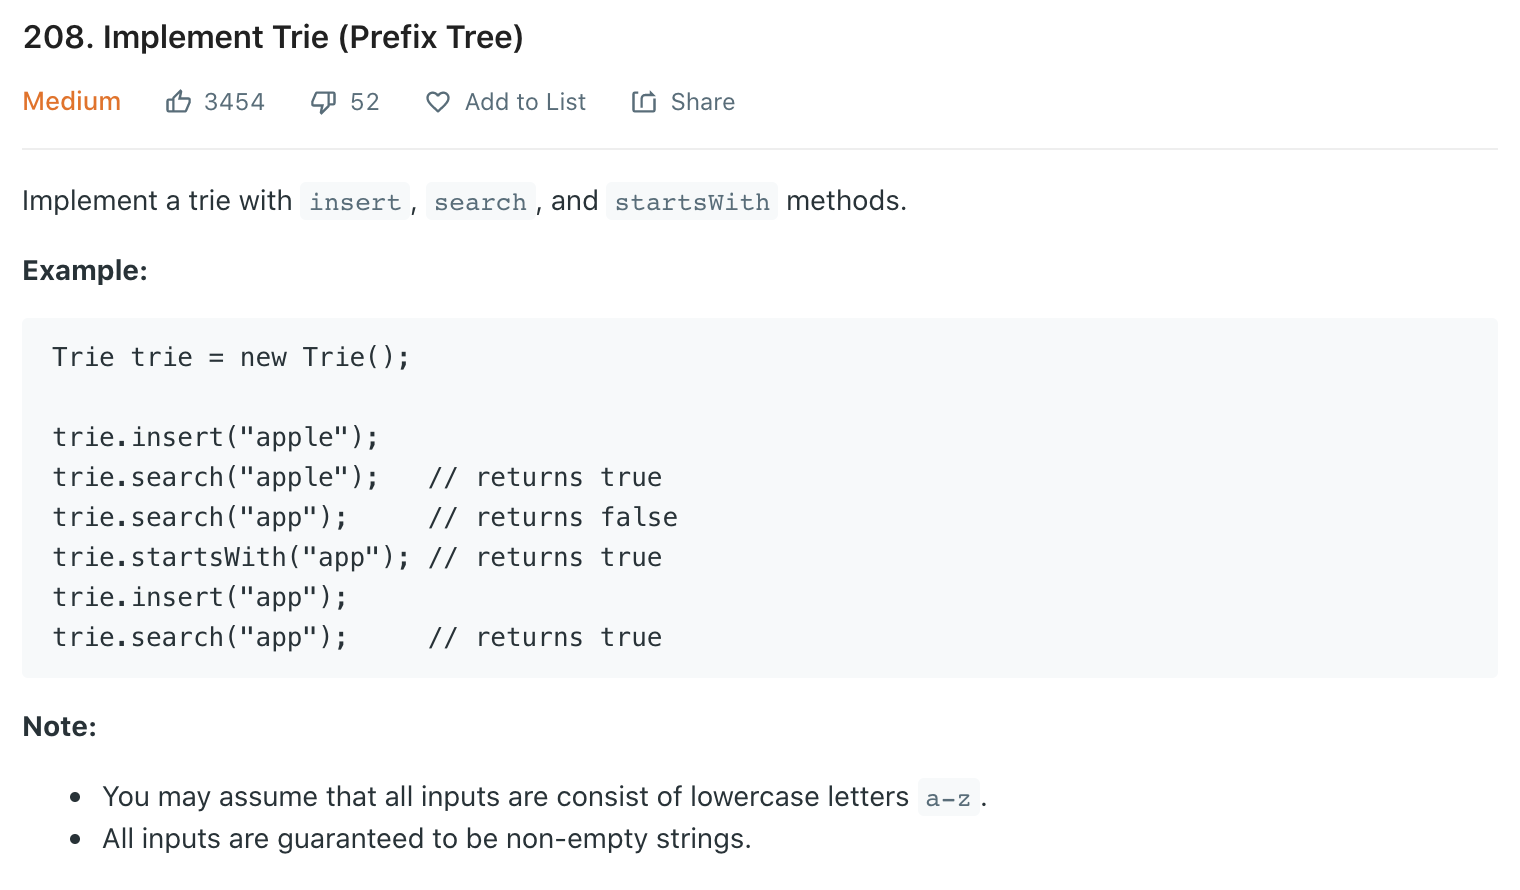 208. Implement Trie (Prefix Tree)
Medium 3454 52 Add to List Share
Implement a trie with insert, search, and startsWith methods.
Example:
Trie trie = new Trie();
trie.insert("apple");
trie.search("apple");   // returns true
trie.search("app");     // returns false
trie.startsWith("app"); // returns true
trie.insert("app");
trie.search("app");     // returns true
Note:
• You may assume that all inputs are consist of lowercase letters a-z.
• All inputs are guaranteed to be non-empty strings.